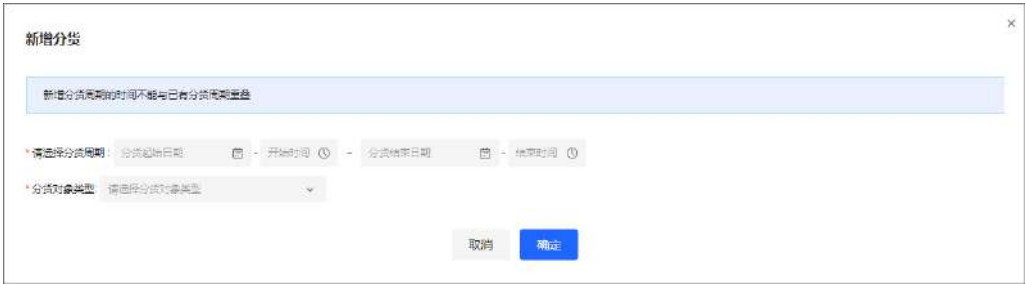 新增分货
新增分货周期的时间不能与已有分货周期重叠
*请选择分货周期: 分货起始日期 - 开始时间 - 分货结束日期 - 结束时间
*分货对象类型 请选择分货对象类型
取消 确定